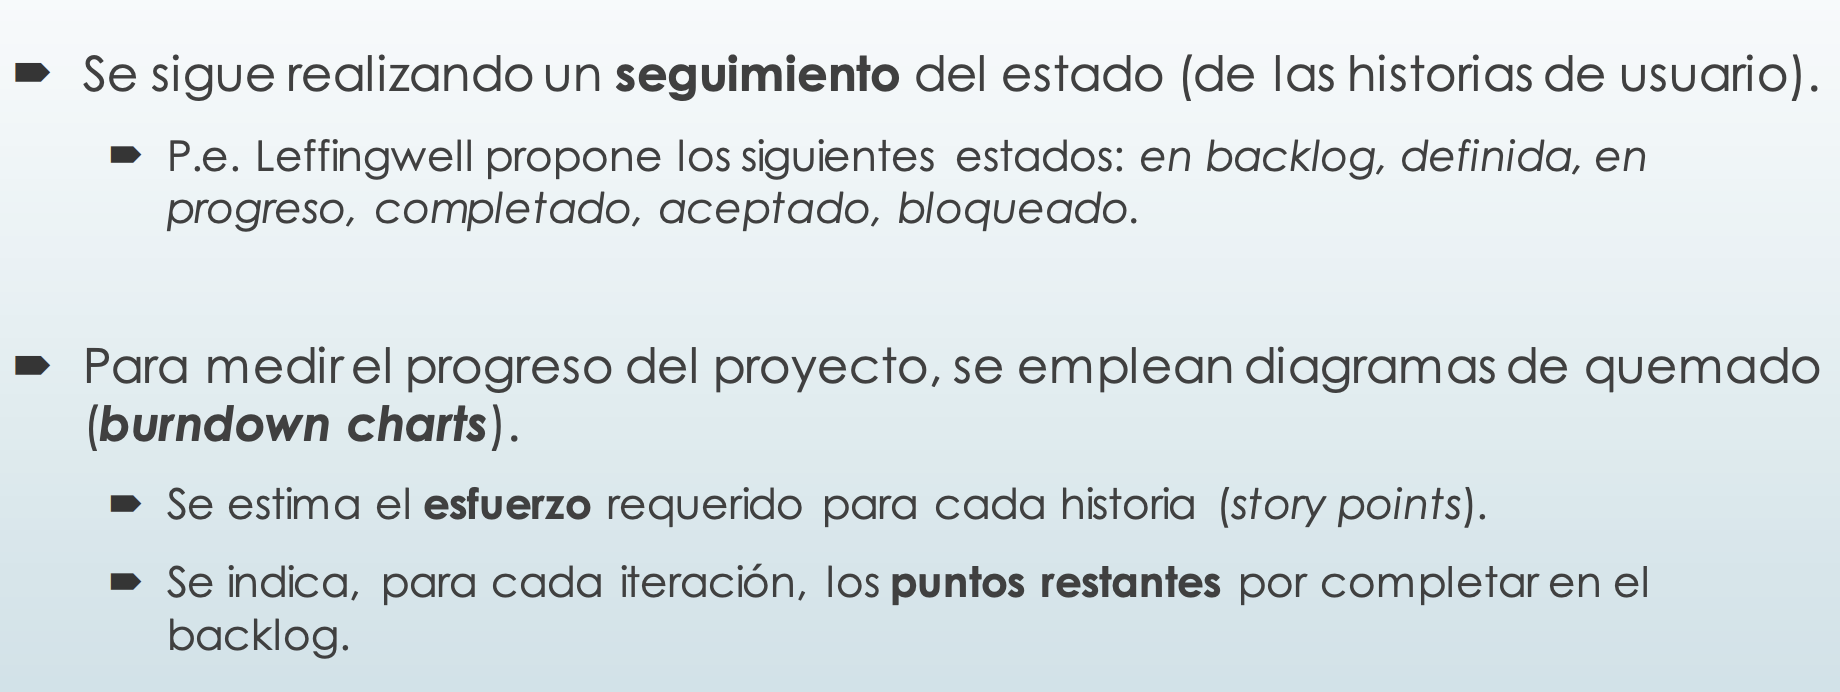 Se sigue realizando un seguimiento del estado (de las historias de usuario).
P.e. Leffingwell propone los siguientes estados: en backlog, definida, en
progreso, completado, aceptado, bloqueado.
Para medir el progreso del proyecto, se emplean diagramas de quemado
(burndown charts).
Se estima el esfuerzo requerido para cada historia (story points).
Se indica, para cada iteración, los puntos restantes por completar en el
backlog.